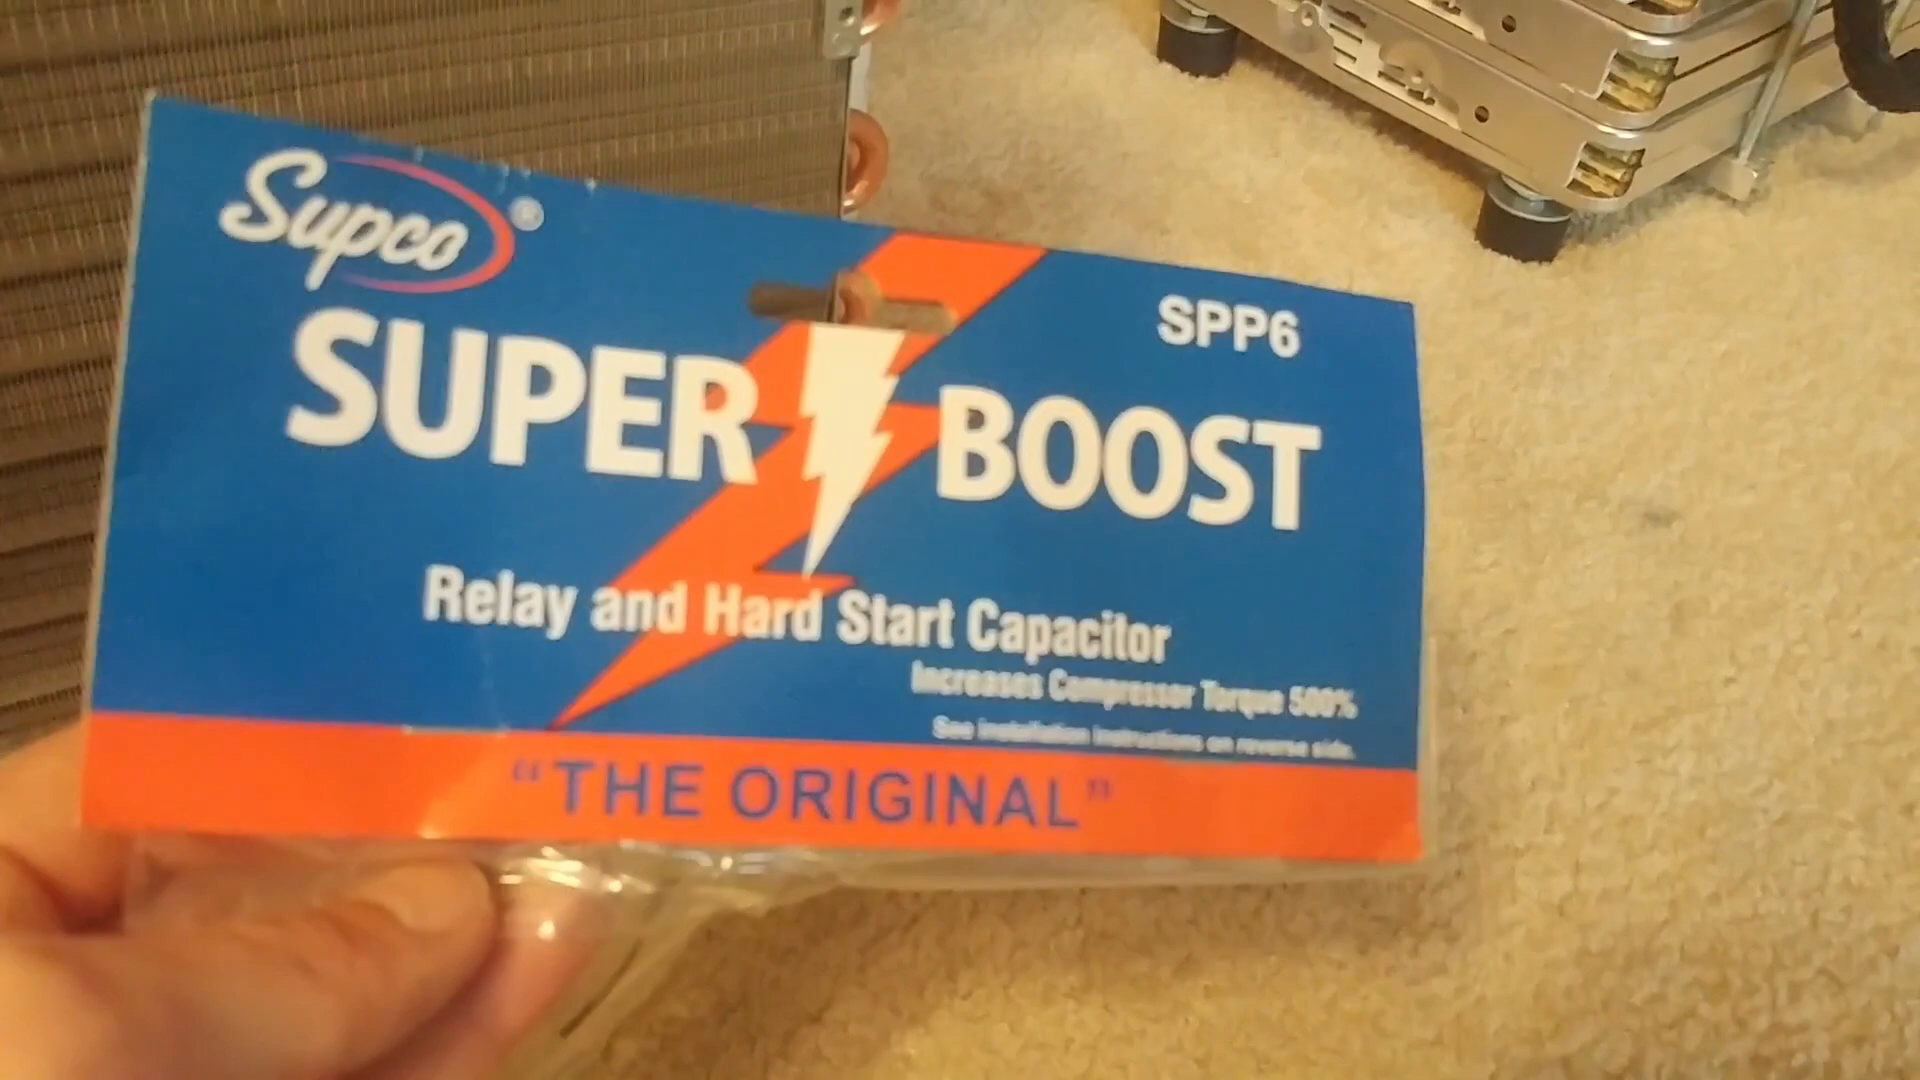 Supco®
SPP6
SUPER BOOST
Relay and Hard Start Capacitor
Increases Compressor Torque 500%
See installation instructions on reverse side.
"THE ORIGINAL"